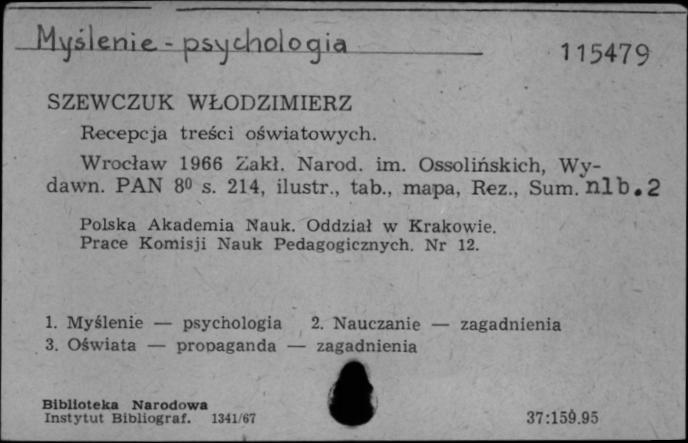 Myślenie - psychologia
115479
SZEWCZUK WŁODZIMIERZ
Recepcja treści oświatowych.
Wrocław 1966 Zakł. Narod. im. Ossolińskich, Wy-
dawn. PAN 8⁰ s. 214, ilustr., tab., mapa, Rez., Sum. nlb.2
Polska Akademia Nauk. Oddział w Krakowie.
Prace Komisji Nauk Pedagogicznych. Nr 12.
1. Myślenie — psychologia 2. Nauczanie — zagadnienia
3. Oświata — propaganda — zagadnienia
Biblioteka Narodowa
Instytut Bibliograf. 1341/67
37:159.95